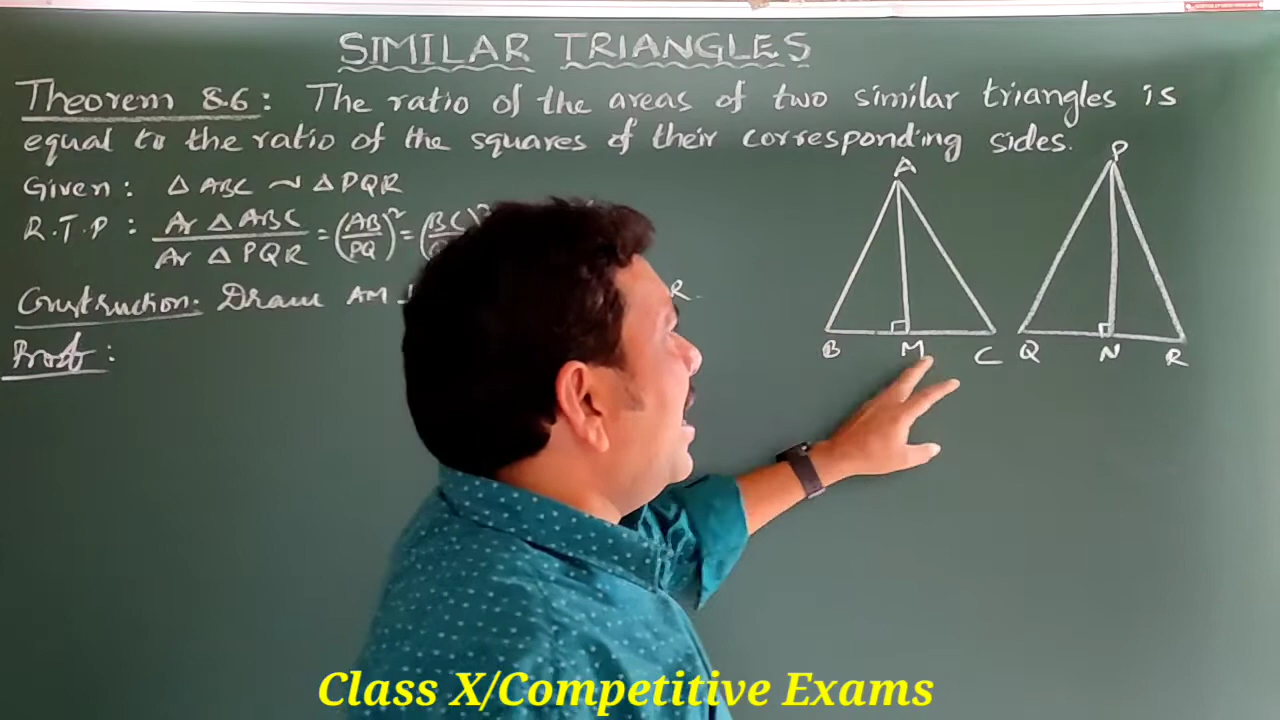 SIMILAR TRIANGLES
Theorem 8.6: The ratio of the areas of two similar triangles is
equal to the ratio of the squares of their corresponding sides.
Given: △ ABC ~ △ PQR
R.T.P: Ar △ ABC / Ar △ PQR = (AB/PQ)² = (BC/Q
Construction: Draw AM ⊥ R.
Proof:
A
B M C
P
Q N R
Class X/Competitive Exams